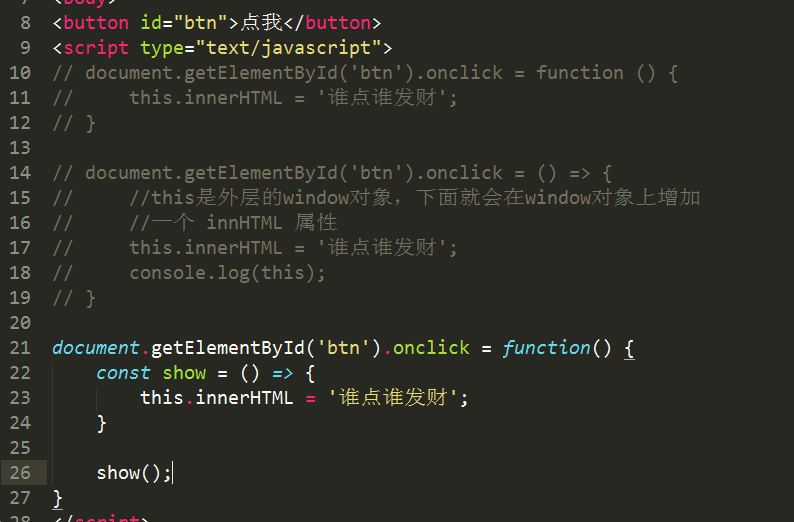 7 <body>
8 <button id="btn">点我</button>
9 <script type="text/javascript">
10 // document.getElementById('btn').onclick = function () {
11 //     this.innerHTML = '谁点谁发财';
12 // }
13
14 // document.getElementById('btn').onclick = () => {
15 //     //this是外层的window对象，下面就会在window对象上增加
16 //     //一个 innHTML 属性
17 //     this.innerHTML = '谁点谁发财';
18 //     console.log(this);
19 // }
20
21 document.getElementById('btn').onclick = function() {
22     const show = () => {
23         this.innerHTML = '谁点谁发财';
24     }
25
26     show();
27 }
28 </script>